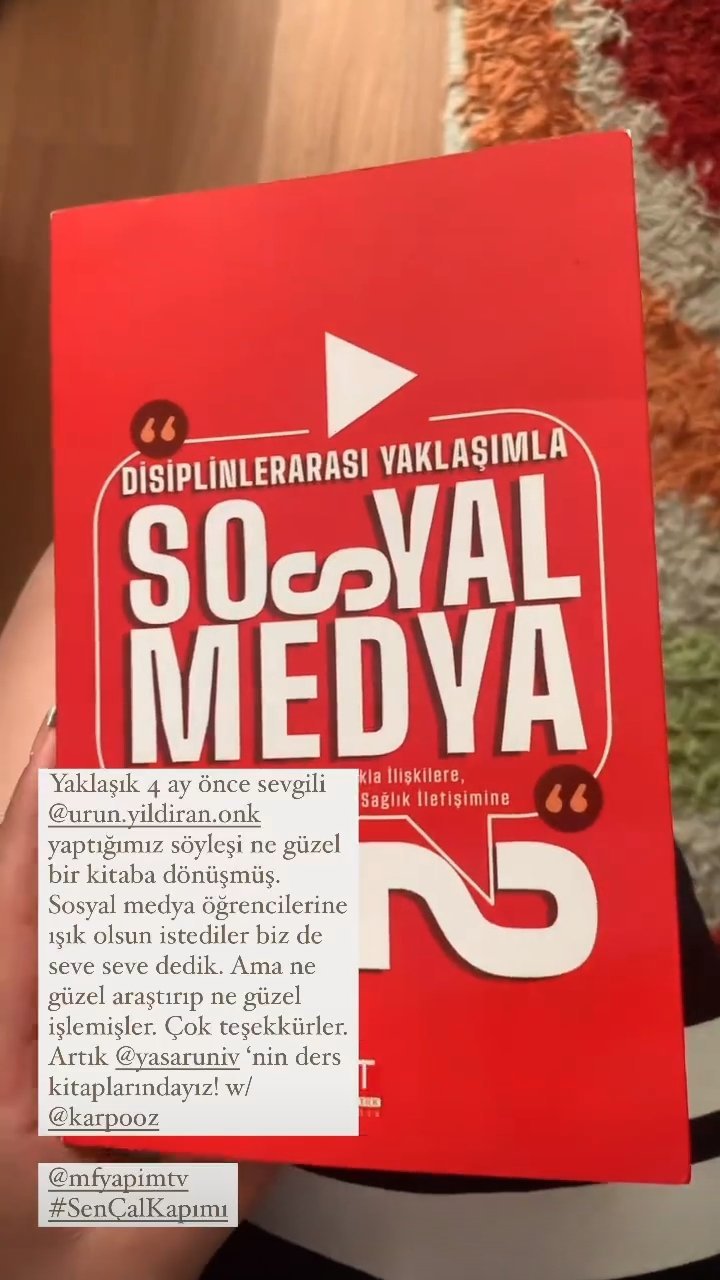 DİSİPLİNLERARASI YAKLAŞIMLA
SOSYAL
MEDYA
İlişkilere,
Sağlık İletişimine
2
Yaklaşık 4 ay önce sevgili
@urun.yildiran.onk
yaptığımız söyleşi ne güzel
bir kitaba dönüşmüş.
Sosyal medya öğrencilerine
ışık olsun istediler biz de
seve seve dedik. Ama ne
güzel araştırıp ne güzel
işlemişler. Çok teşekkürler.
Artık @yasaruniv ‘nin ders
kitaplarındayız! w/
@karpooz
@mfyapimtv
#SenÇalKapımı